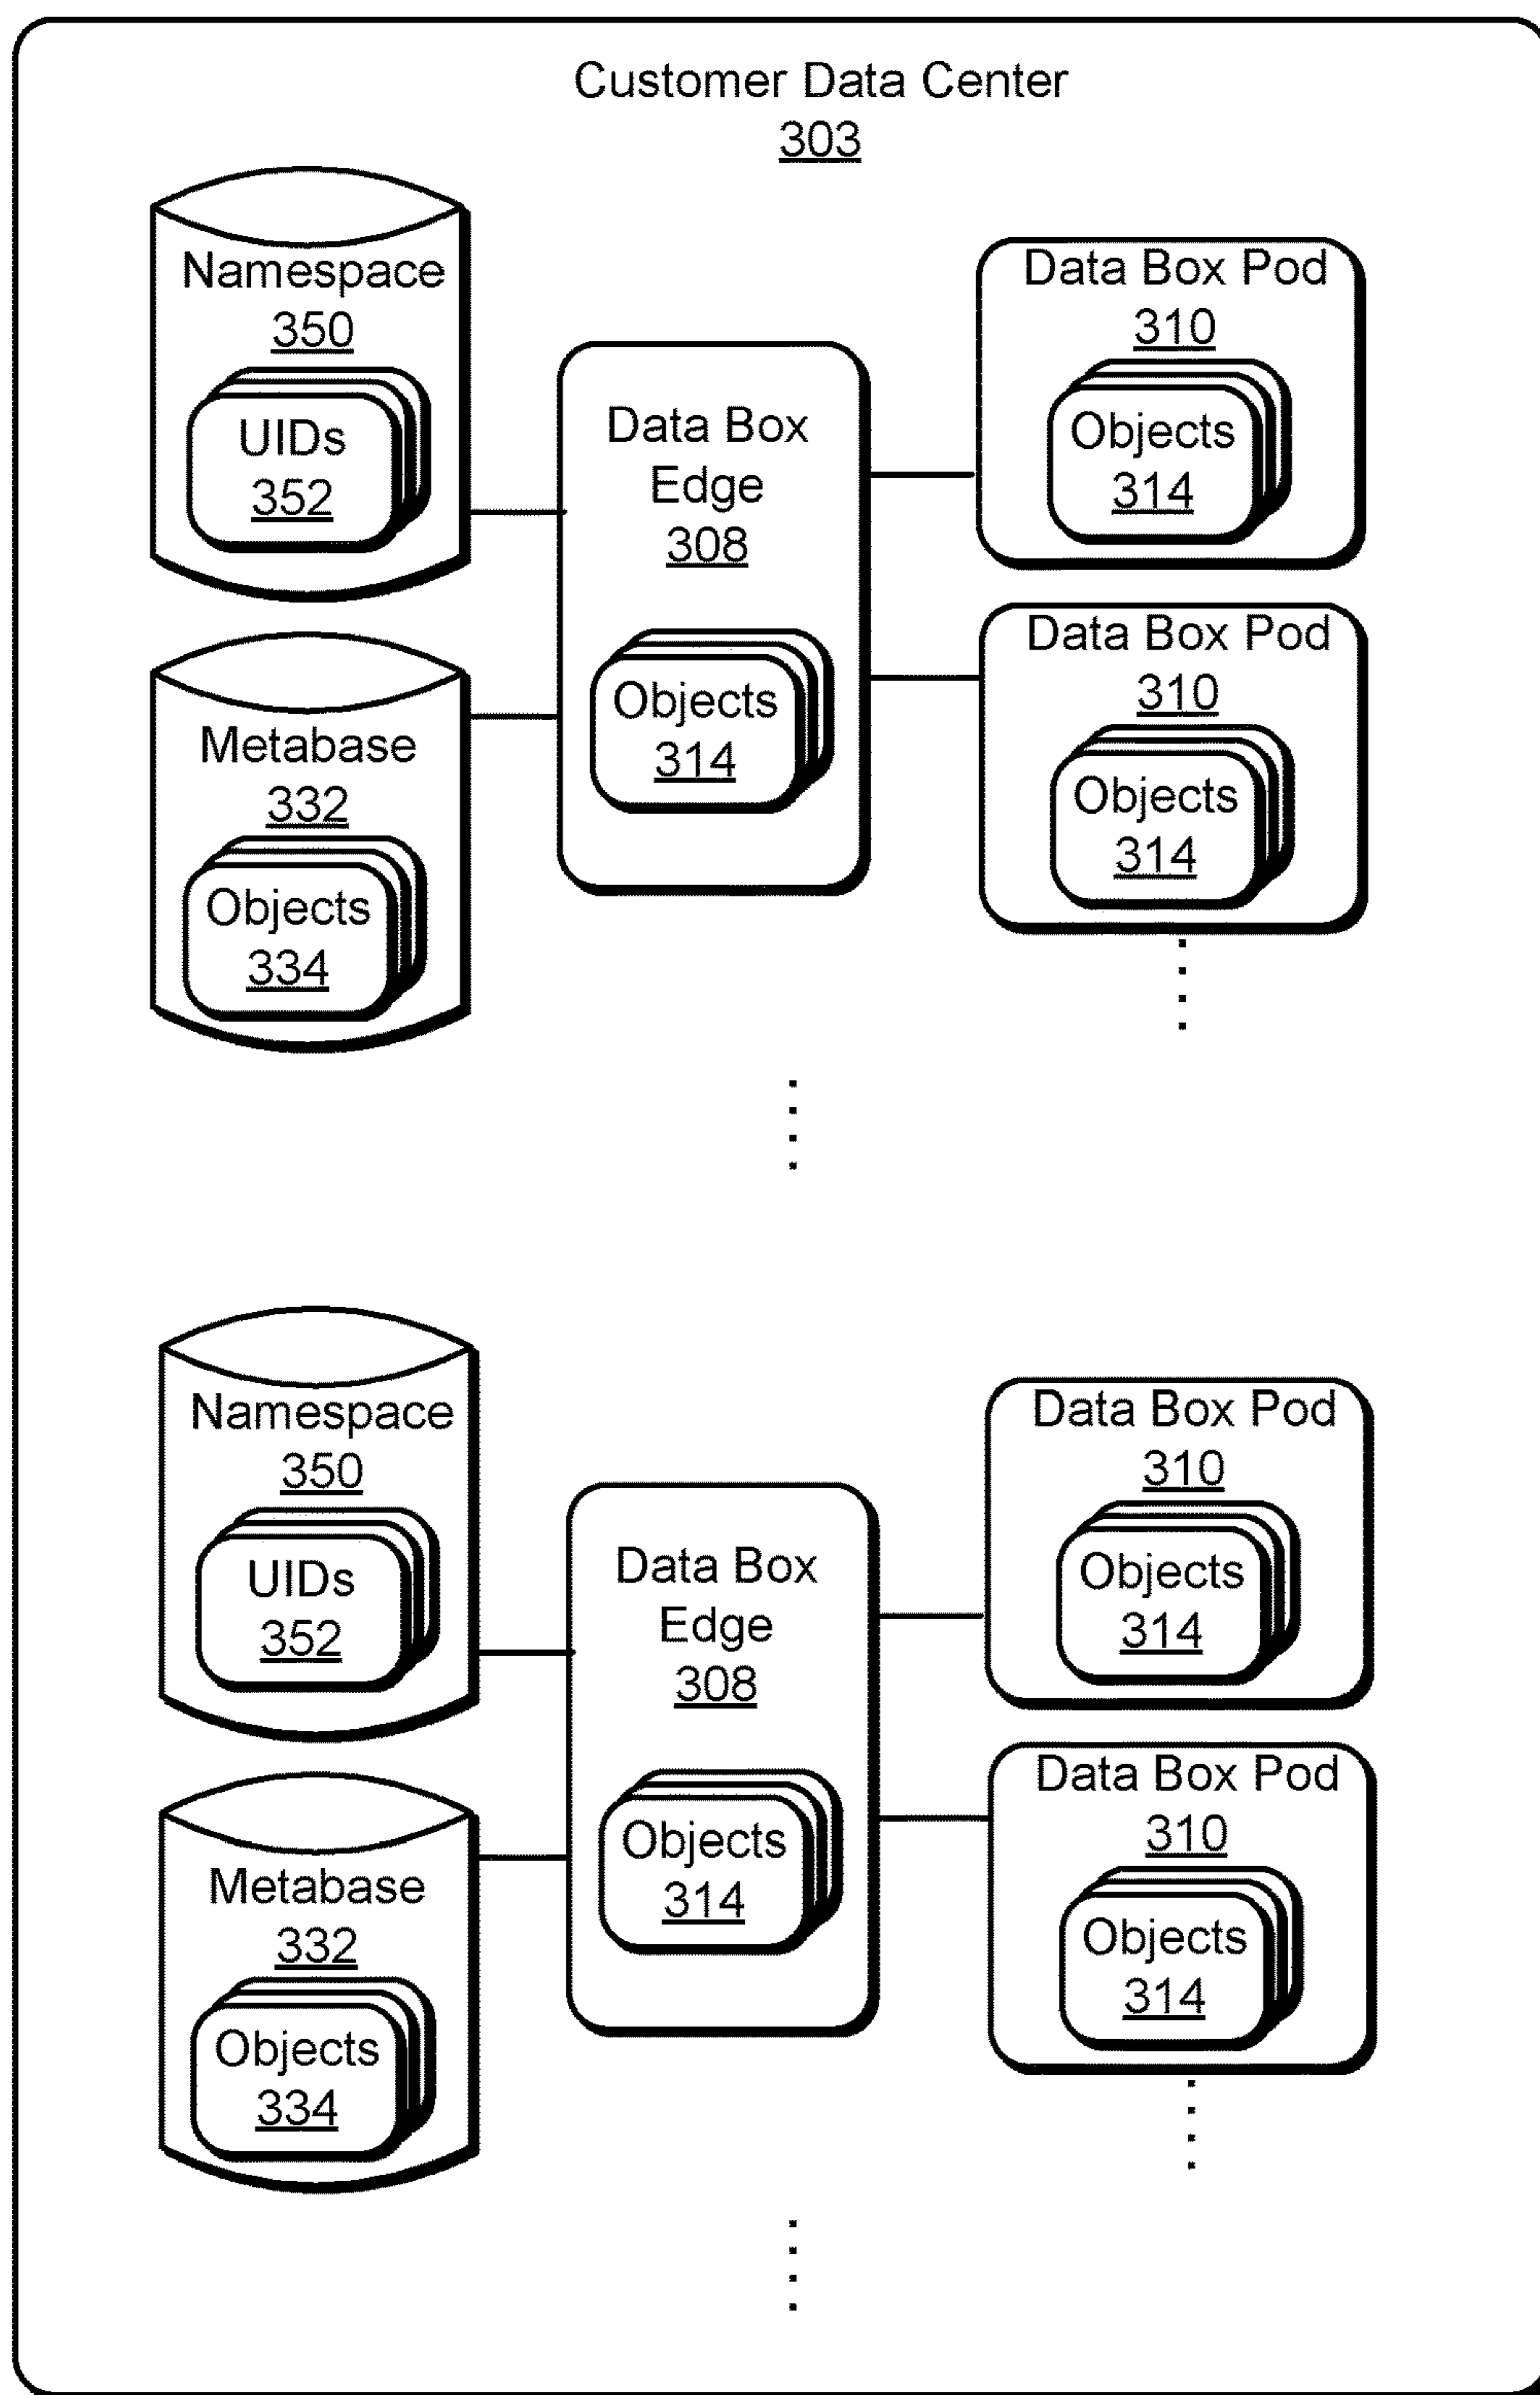 Customer Data Center
303
Namespace
350
UIDs
352
Metabase
332
Objects
334
Data Box
Edge
308
Objects
314
Data Box Pod
310
Objects
314
Data Box Pod
310
Objects
314
Namespace
350
UIDs
352
Metabase
332
Objects
334
Data Box
Edge
308
Objects
314
Data Box Pod
310
Objects
314
Data Box Pod
310
Objects
314